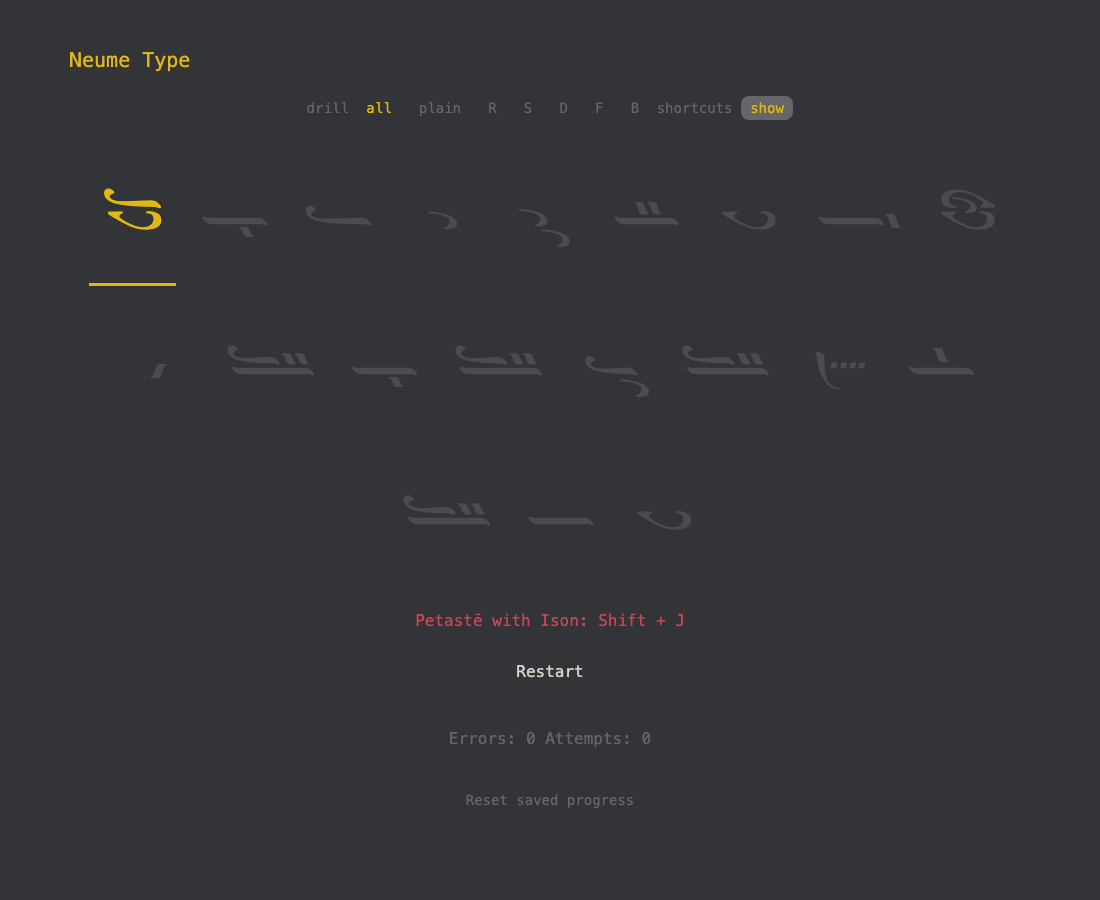 Neume Type
drill all plain R S D F B shortcuts show
Petastē with Ison: Shift + J
Restart
Errors: 0 Attempts: 0
Reset saved progress